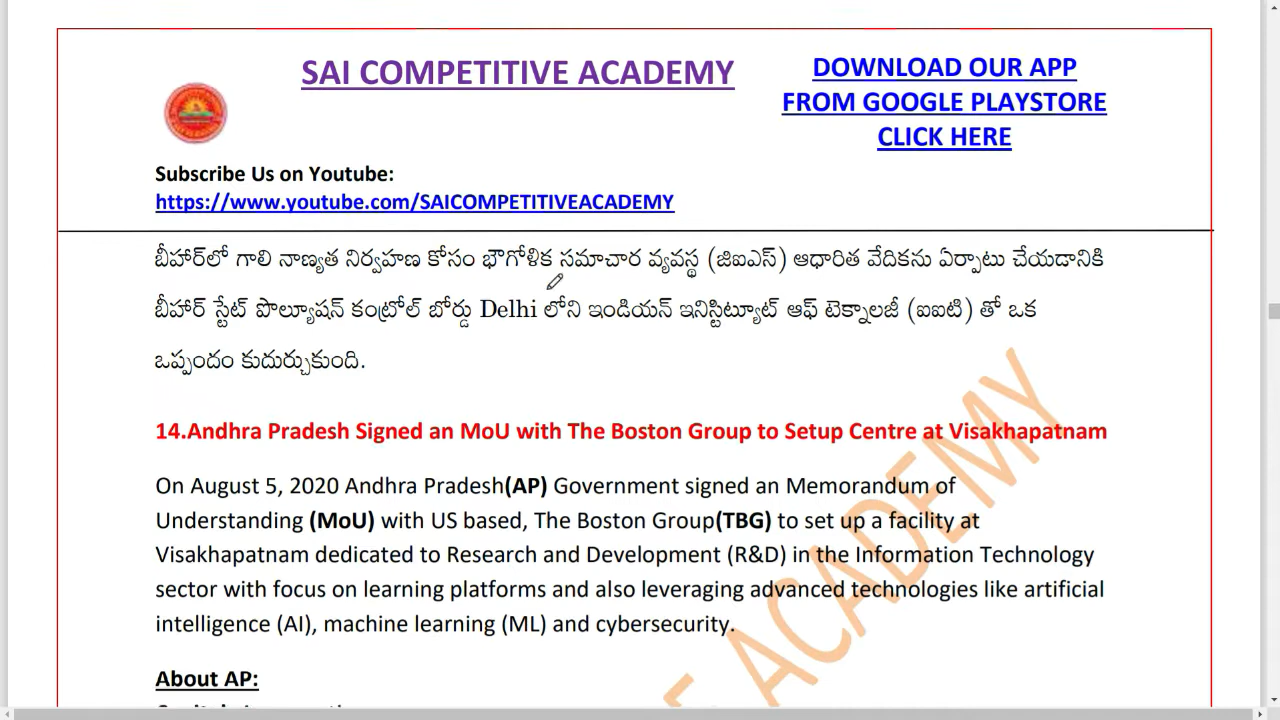 SAI COMPETITIVE ACADEMY
DOWNLOAD OUR APP
FROM GOOGLE PLAYSTORE
CLICK HERE
Subscribe Us on Youtube:
https://www.youtube.com/SAICOMPETITIVEACADEMY
బీహార్‌లో గాలి నాణ్యత నిర్వహణ కోసం భౌగోళిక సమాచార వ్యవస్థ (జిఐఎస్) ఆధారిత వేదికను ఏర్పాటు చేయడానికి
బీహార్ స్టేట్ పొల్యూషన్ కంట్రోల్ బోర్డు Delhi లోని ఇండియన్ ఇనిస్టిట్యూట్ ఆఫ్ టెక్నాలజీ (ఐఐటి) తో ఒక
ఒప్పందం కుదుర్చుకుంది.
14.Andhra Pradesh Signed an MoU with The Boston Group to Setup Centre at Visakhapatnam
On August 5, 2020 Andhra Pradesh(AP) Government signed an Memorandum of
Understanding (MoU) with US based, The Boston Group(TBG) to set up a facility at
Visakhapatnam dedicated to Research and Development (R&D) in the Information Technology
sector with focus on learning platforms and also leveraging advanced technologies like artificial
intelligence (AI), machine learning (ML) and cybersecurity.
About AP:
E ACADEMY